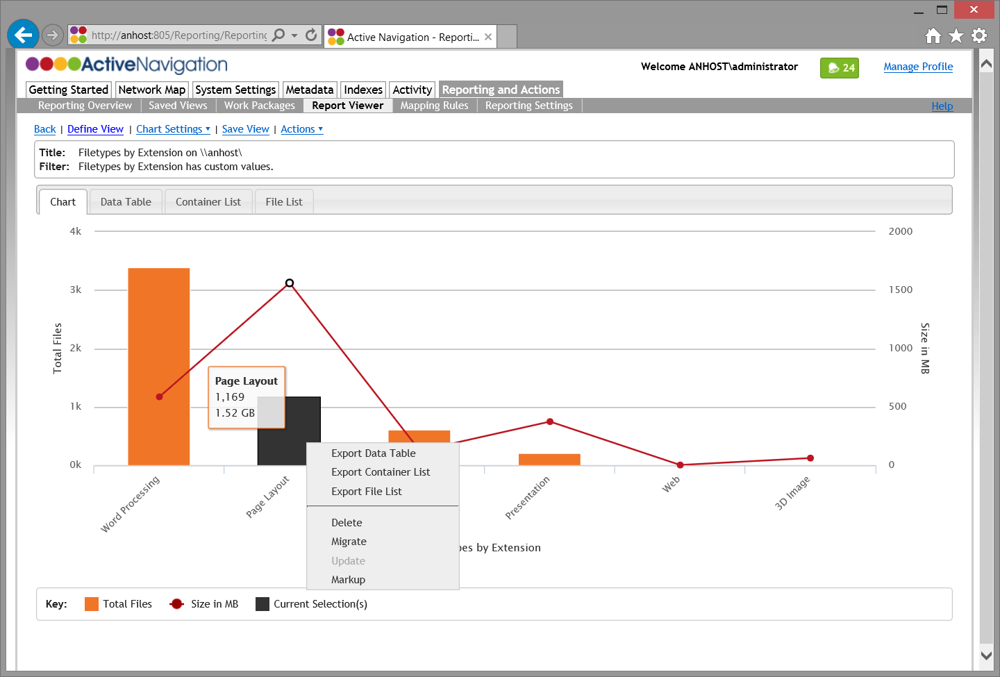 http://anhost:805/Reporting/Reporting
Active Navigation - Reporti...
ActiveNavigation
Welcome ANHOST\administrator
24
Manage Profile
Getting Started
Network Map
System Settings
Metadata
Indexes
Activity
Reporting and Actions
Reporting Overview
Saved Views
Work Packages
Report Viewer
Mapping Rules
Reporting Settings
Help
Back | Define View | Chart Settings | Save View | Actions
Title: Filetypes by Extension on \\anhost\
Filter: Filetypes by Extension has custom values.
Chart
Data Table
Container List
File List
4k
3k
2k
1k
0k
Total Files
2000
1500
1000
500
0
Size in MB
Page Layout
1,169
1.52 GB
Word Processing
Page Layout
Presentation
Web
3D Image
by Extension
Export Data Table
Export Container List
Export File List
Delete
Migrate
Update
Markup
Key: Total Files Size in MB Current Selection(s)